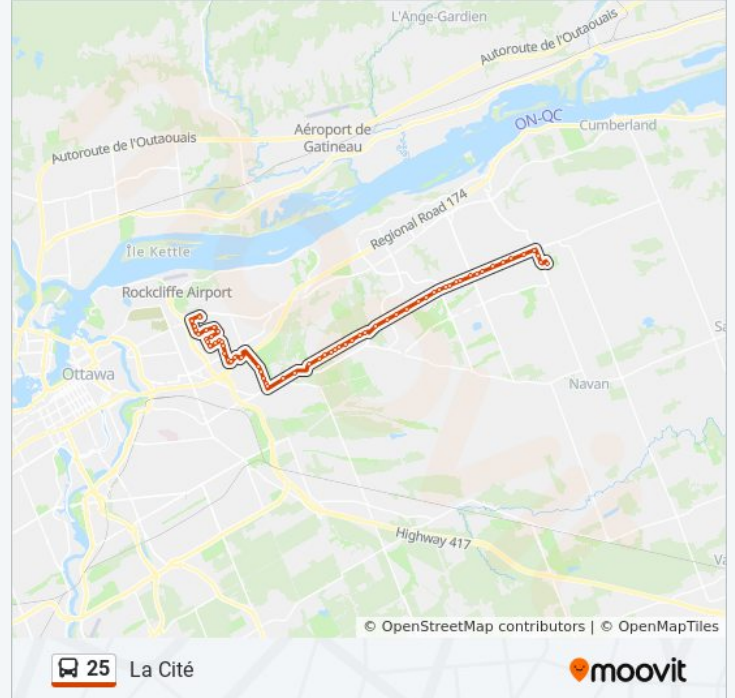 L'Ange-Gardien
Autoroute de l'Outaouais
ON-QC
Cumberland
Aéroport de
Gatineau
Autoroute de l'Outaouais
Regional Road 174
Île Kettle
Rockcliffe Airport
Ottawa
Navan
Highway 417
© OpenStreetMap contributors | © OpenMapTiles
25 La Cité
moovit